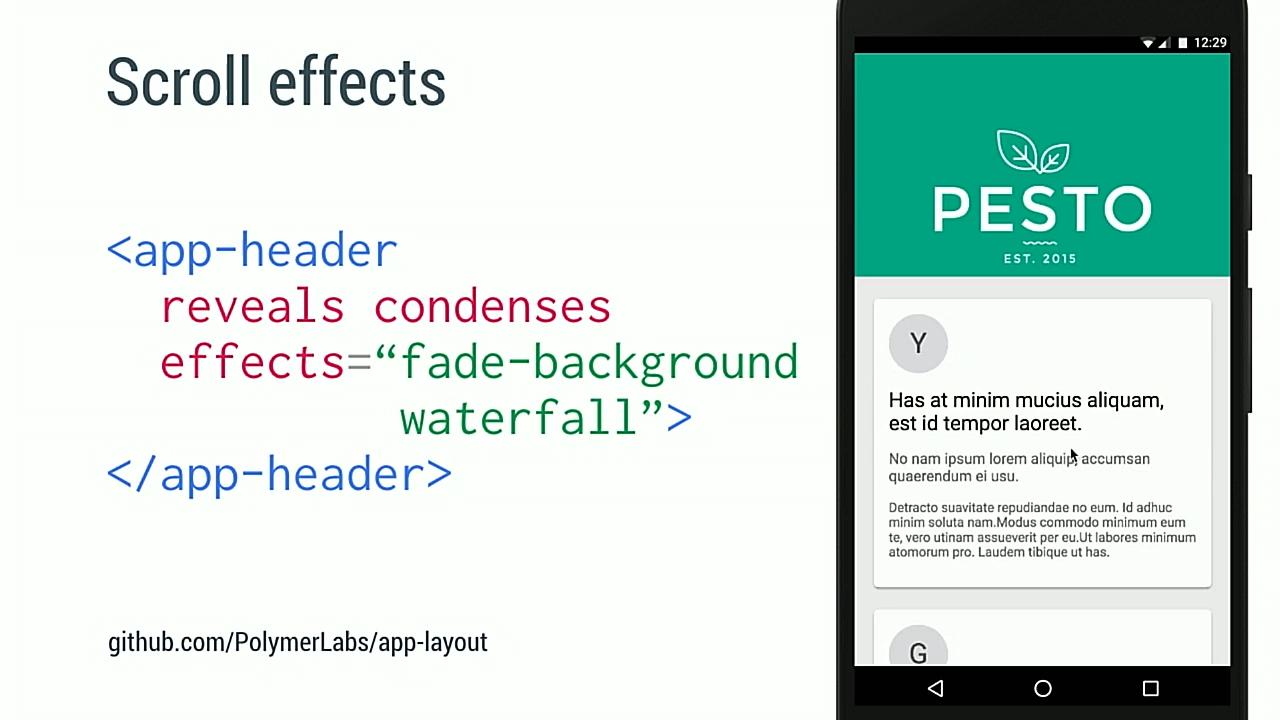 Scroll effects
<app-header
reveals condenses
effects=“fade-background
waterfall”>
</app-header>
github.com/PolymerLabs/app-layout
12:29
PESTO
EST. 2015
Y
Has at minim mucius aliquam,
est id tempor laoreet.
No nam ipsum lorem aliquip, accumsan
quaerendum ei usu.
Detracto suavitate repudiandae no eum. Id adhuc
minim soluta nam.Modus commodo minimum eum
te, vero utinam assueverit per eu.Ut labores minimum
atomorum pro. Laudem tibique ut has.
G